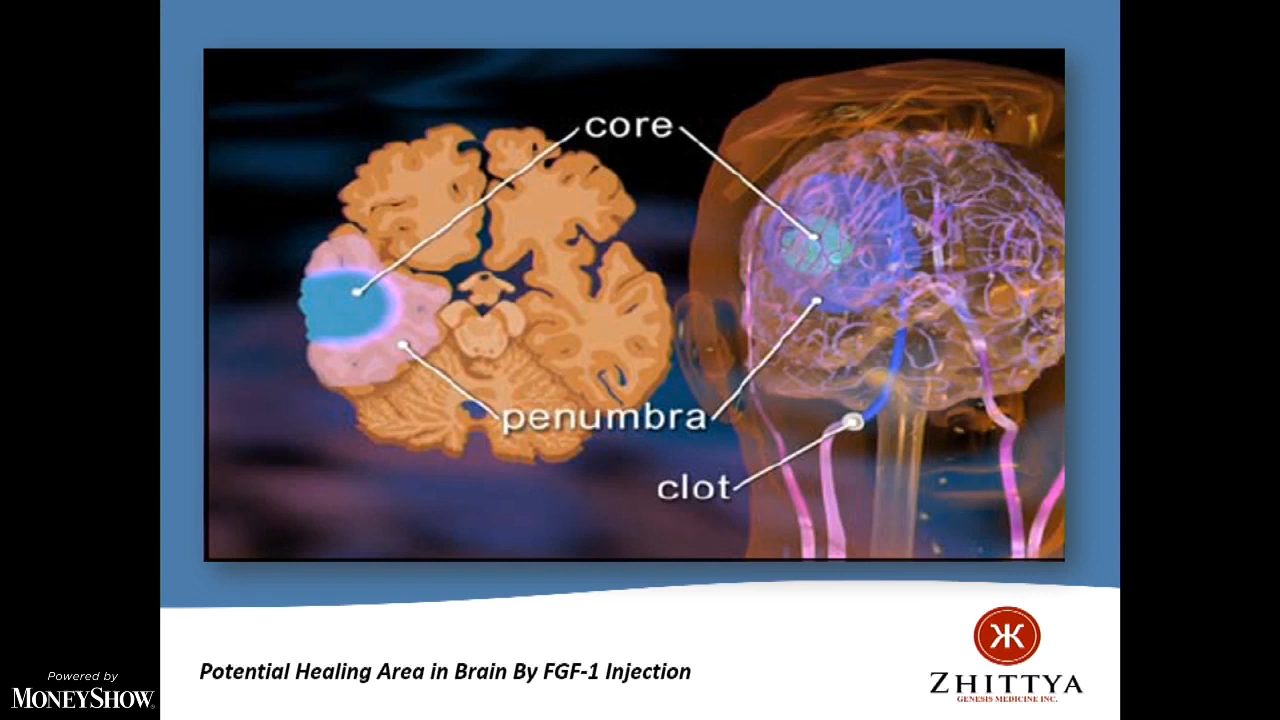 core
penumbra
clot
Potential Healing Area in Brain By FGF-1 Injection
ZHITTYA
GENESIS MEDICINE INC.
Powered by
MONEYSHOW